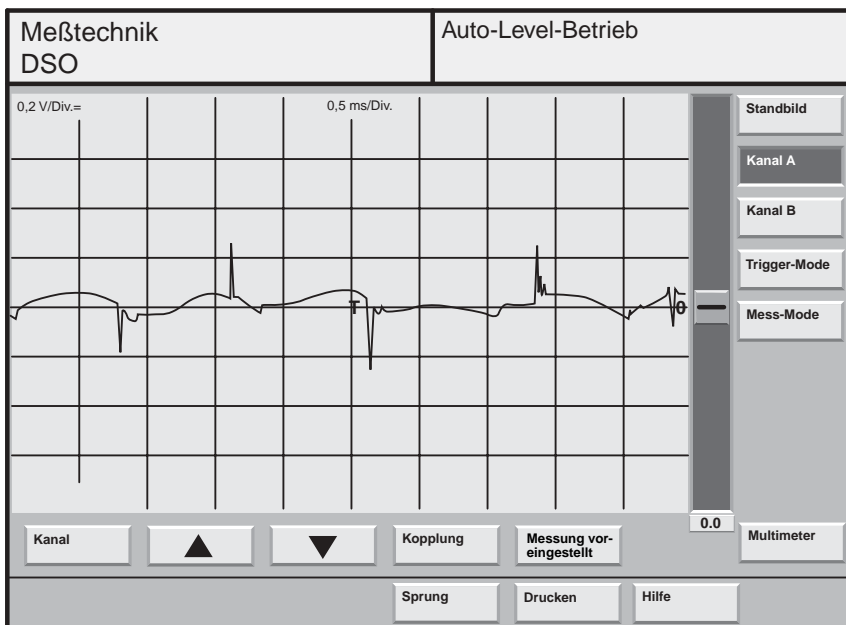 Meßtechnik
DSO
Auto-Level-Betrieb
0,2 V/Div.=
0,5 ms/Div.
Standbild
Kanal A
Kanal B
Trigger-Mode
Mess-Mode
T
0
0.0
Kanal
Kopplung
Messung vor-
eingestellt
Multimeter
Sprung
Drucken
Hilfe